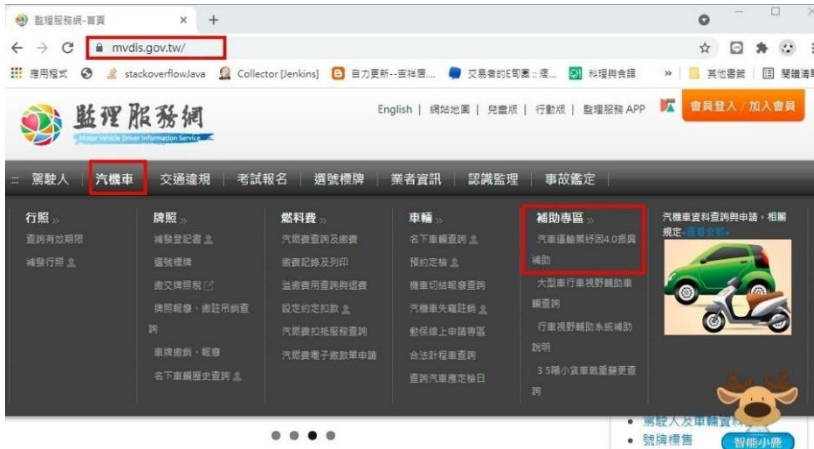 監理服務網-首頁
mvdis.gov.tw/
應用程式 stackoverflowJava Collector [Jenkins] 自力更新--吉祥唐.... 交易者的E司馬::痞... 料理與食譜 » 其他書籤 閱讀清單
English | 網站地圖 | 兒童版 | 行動版 | 監理服務 APP 會員登入/加入會員
監理服務網
Motor Vehicle Driver Information Service
駕駛人 汽機車 交通違規 考試報名 選號標牌 業者資訊 認識監理 事故鑑定
行照 »
查詢有效期限
補發行照
牌照 »
補發登記書
選號標牌
繳交牌照稅
牌照報廢、繳註吊銷查
詢
車牌繳銷、報廢
名下車輛歷史查詢
燃料費 »
汽燃費查詢及繳費
繳費記錄及列印
溢繳費用查詢與退費
設定約定扣款
汽燃費扣抵服務查詢
汽燃費電子繳款單申請
車輛 »
名下車輛查詢
預約定檢
機車切結報廢查詢
汽機車失竊註銷
動保線上申請專區
合法計程車查詢
查詢汽車應定檢日
補助專區 »
汽車運輸業紓困4.0振興
補助
大型車行車視野輔助車
輛查詢
行車視野輔助系統補助
說明
3.5噸小貨車載重變更查
詢
汽機車資料查詢與申請，相關
規定»查看全部»
駕駛人及車輛資料
號牌標售
智能小鹿